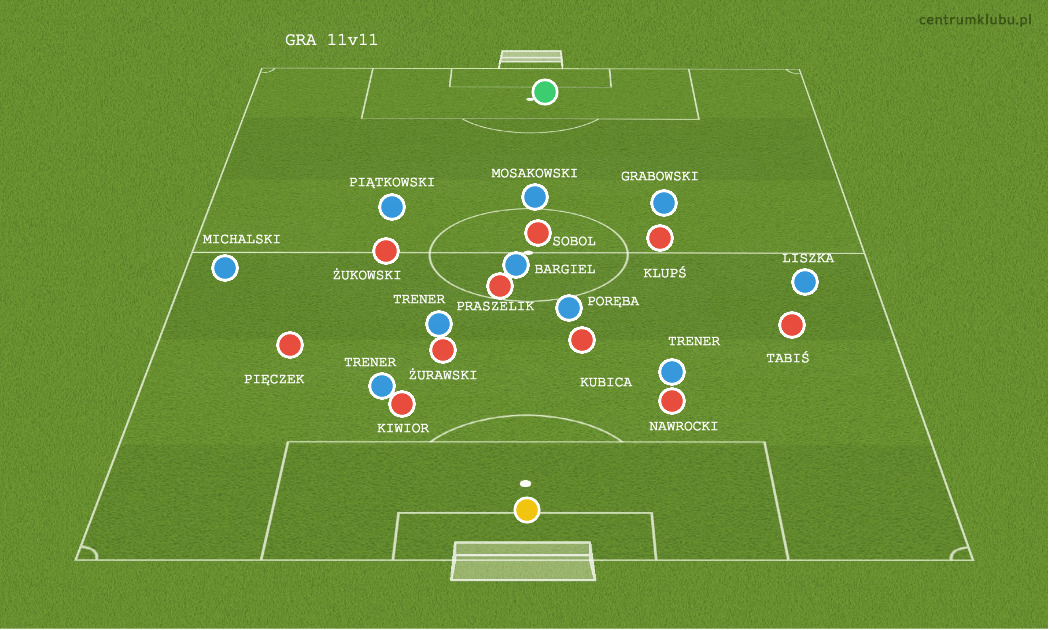 centrumklubu.pl
GRA 11v11
MOSAKOWSKI
PIĄTKOWSKI
GRABOWSKI
MICHALSKI
SOBOL
LISZKA
ŻUKOWSKI
BARGIEL
KLUPŚ
TRENER
PRASZELIK
PORĘBA
TRENER
TABIŚ
TRENER
ŻURAWSKI
PIĘCZEK
KUBICA
KIWIOR
NAWROCKI